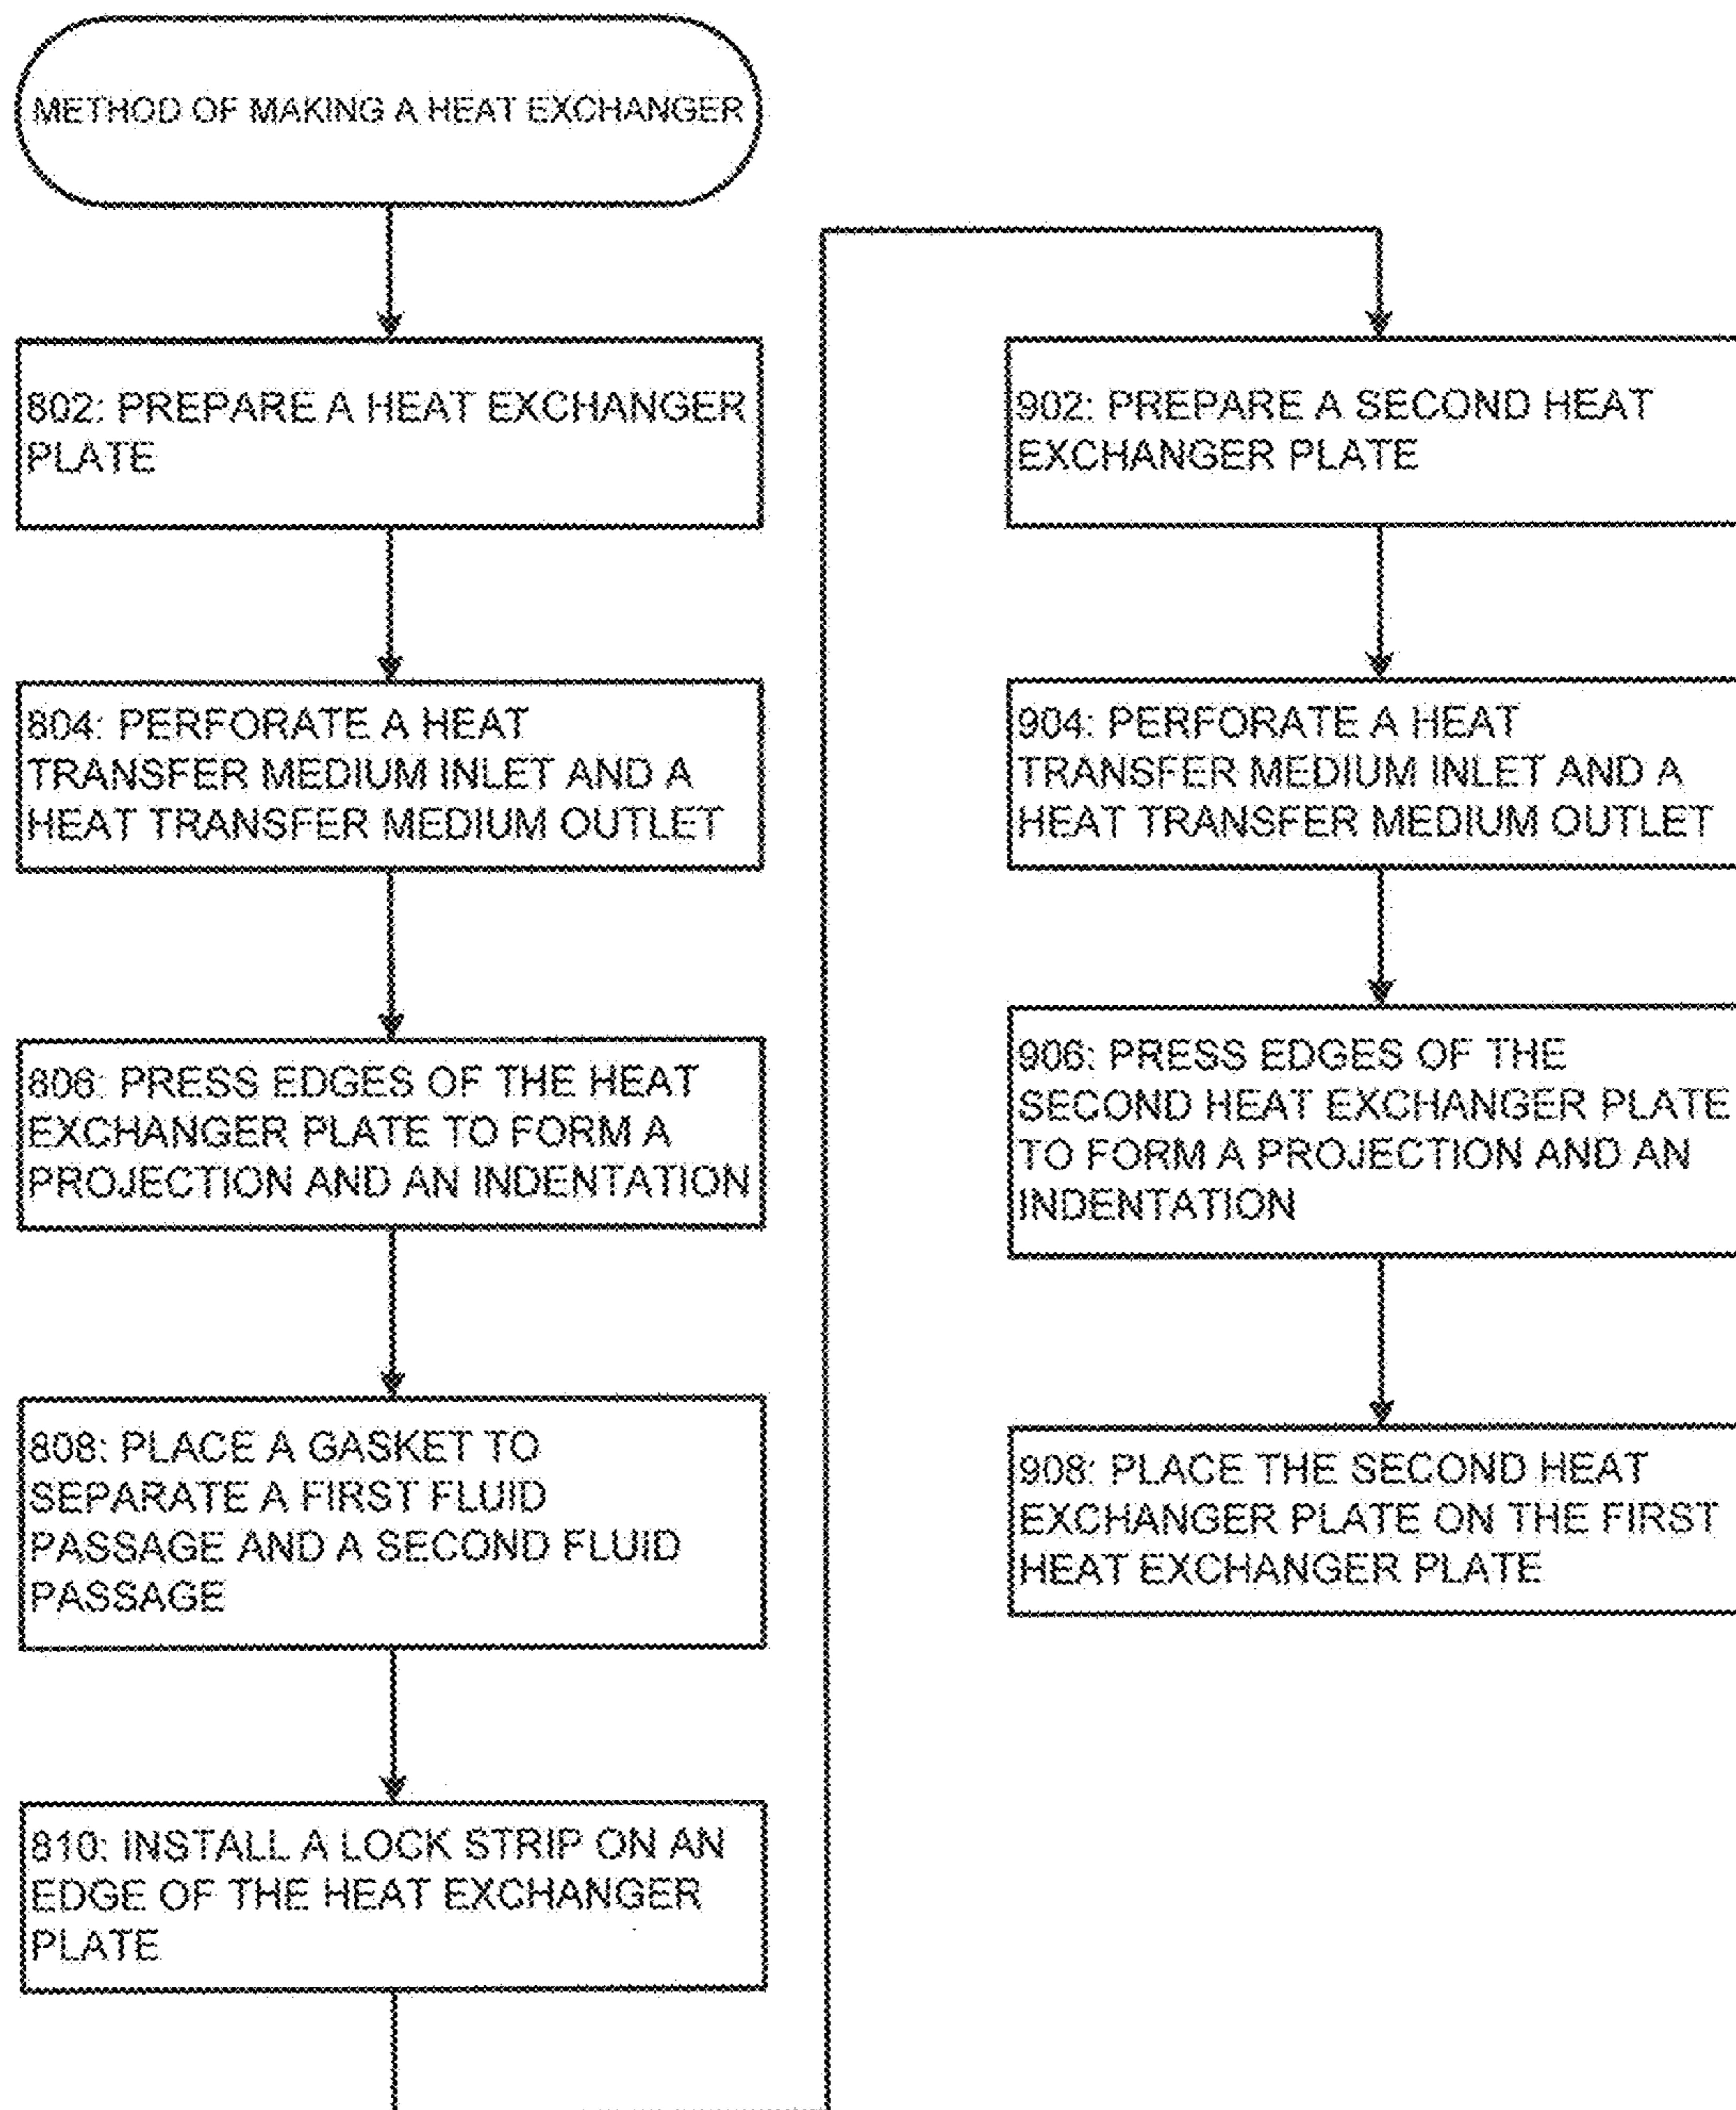 METHOD OF MAKING A HEAT EXCHANGER
802: PREPARE A HEAT EXCHANGER
PLATE
804: PERFORATE A HEAT
TRANSFER MEDIUM INLET AND A
HEAT TRANSFER MEDIUM OUTLET
806: PRESS EDGES OF THE HEAT
EXCHANGER PLATE TO FORM A
PROJECTION AND AN INDENTATION
808: PLACE A GASKET TO
SEPARATE A FIRST FLUID
PASSAGE AND A SECOND FLUID
PASSAGE
810: INSTALL A LOCK STRIP ON AN
EDGE OF THE HEAT EXCHANGER
PLATE
902: PREPARE A SECOND HEAT
EXCHANGER PLATE
904: PERFORATE A HEAT
TRANSFER MEDIUM INLET AND A
HEAT TRANSFER MEDIUM OUTLET
906: PRESS EDGES OF THE
SECOND HEAT EXCHANGER PLATE
TO FORM A PROJECTION AND AN
INDENTATION
908: PLACE THE SECOND HEAT
EXCHANGER PLATE ON THE FIRST
HEAT EXCHANGER PLATE